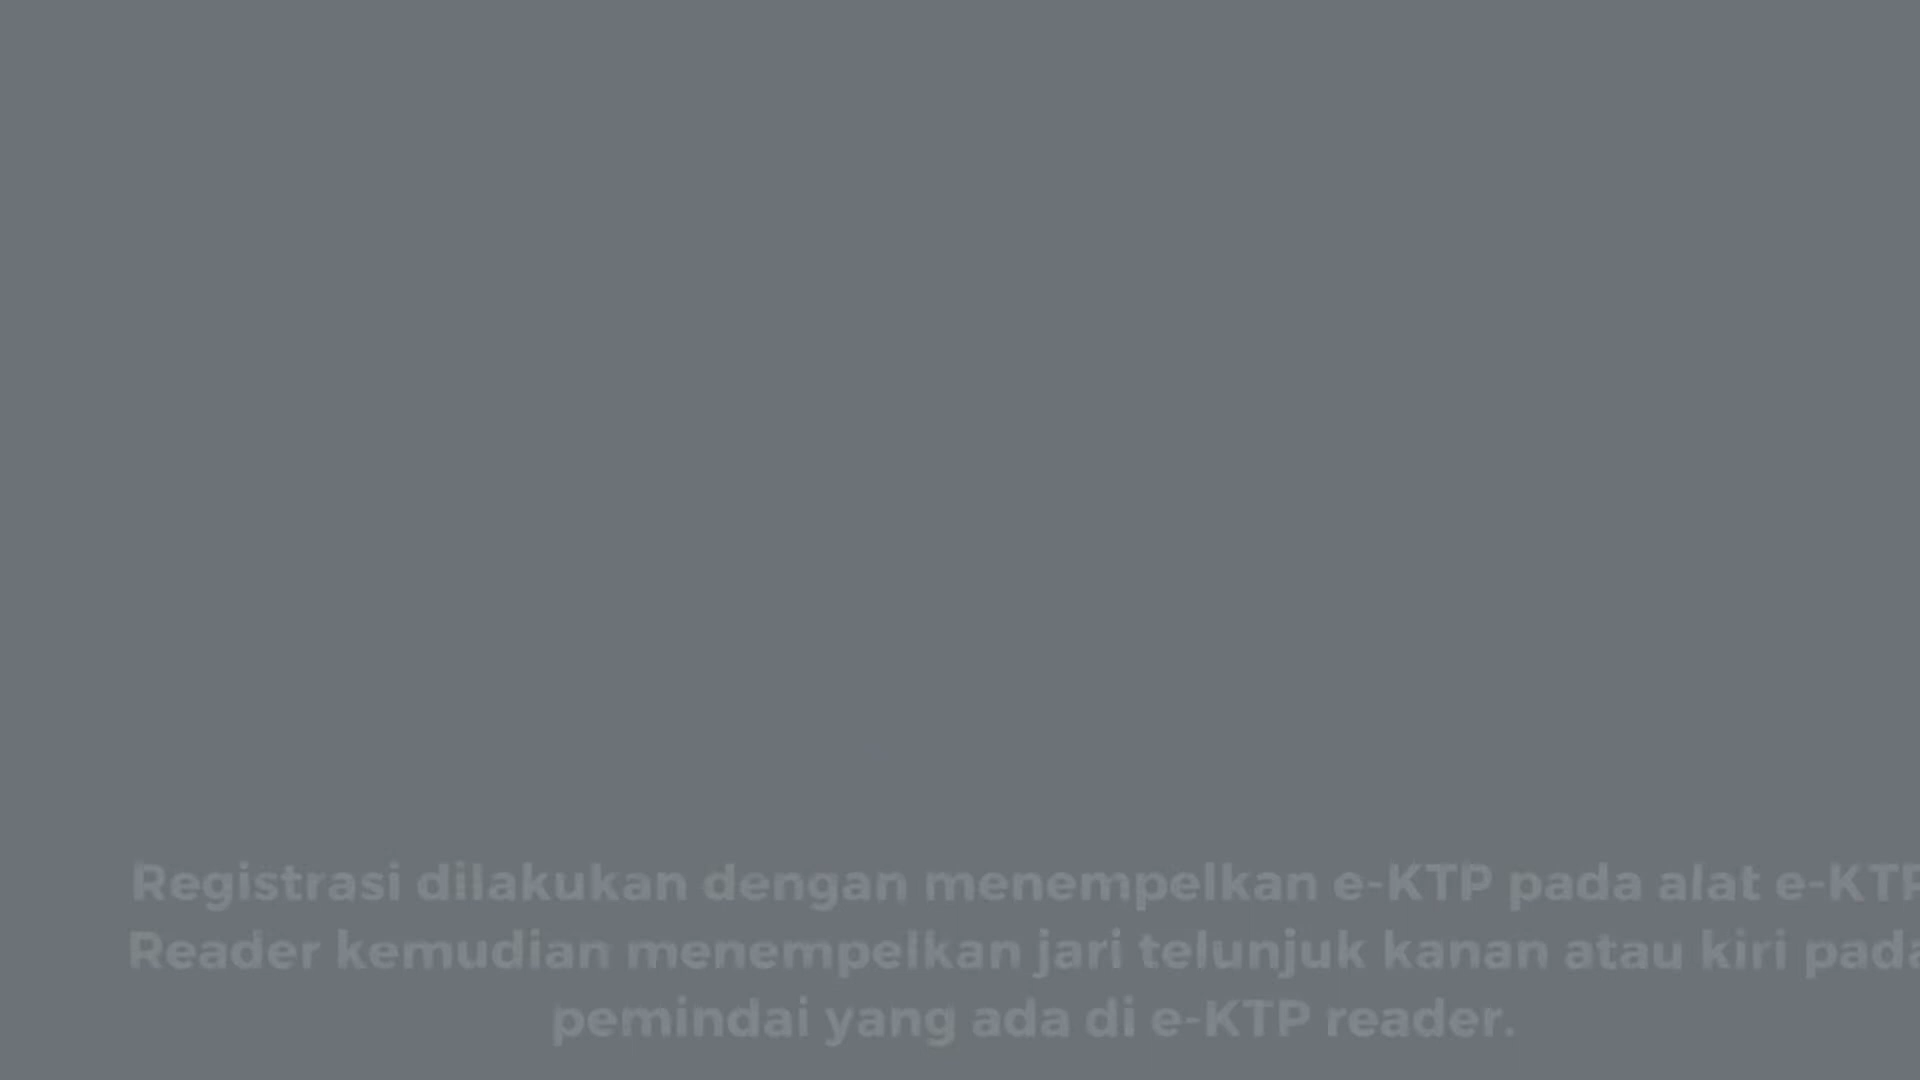 Registrasi dilakukan dengan menempelkan e-KTP pada alat e-KTP
Reader kemudian menempelkan jari telunjuk kanan atau kiri pada
pemindai yang ada di e-KTP reader.